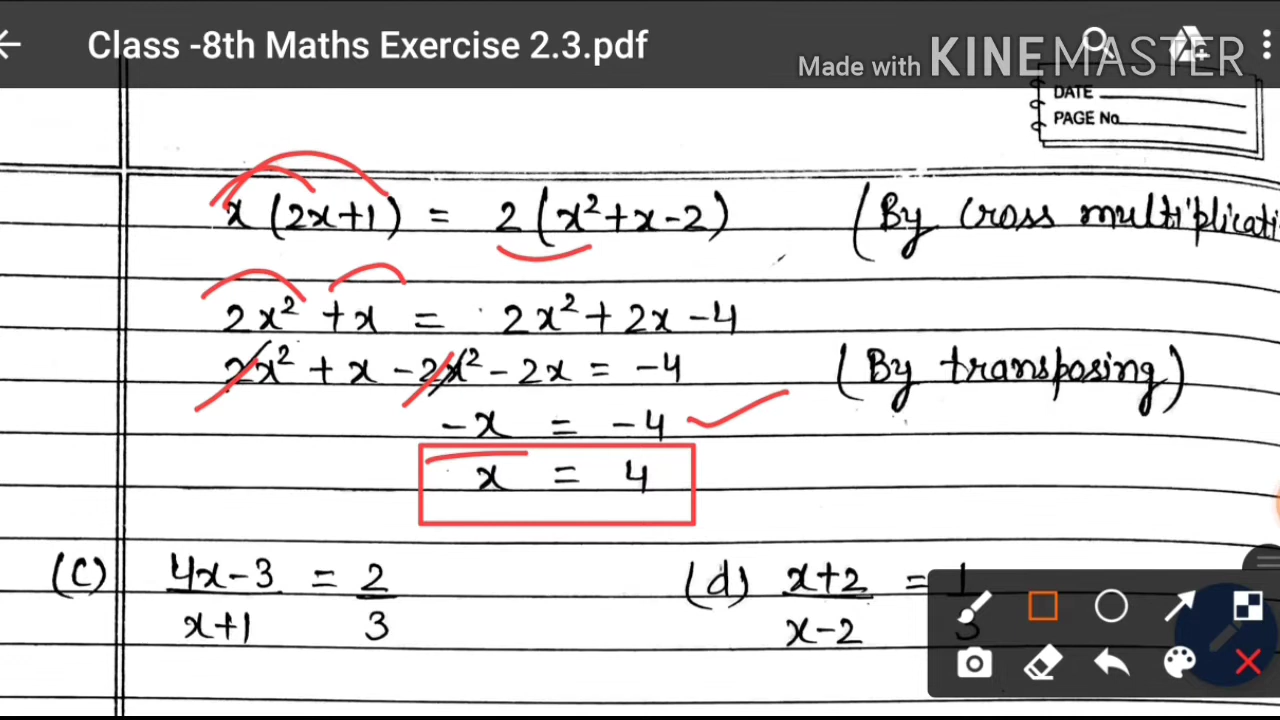 Class -8th Maths Exercise 2.3.pdf
Made with KINEMASTER
DATE
PAGE No.
x(2x+1) = 2(x²+x-2) (By cross multiplicati
2x² + x = 2x² + 2x - 4
2x² + x - 2x² - 2x = -4 (By transposing)
-x = -4
x = 4
(C) 4x-3/x+1 = 2/3 (d) x+2/x-2 = 1/3